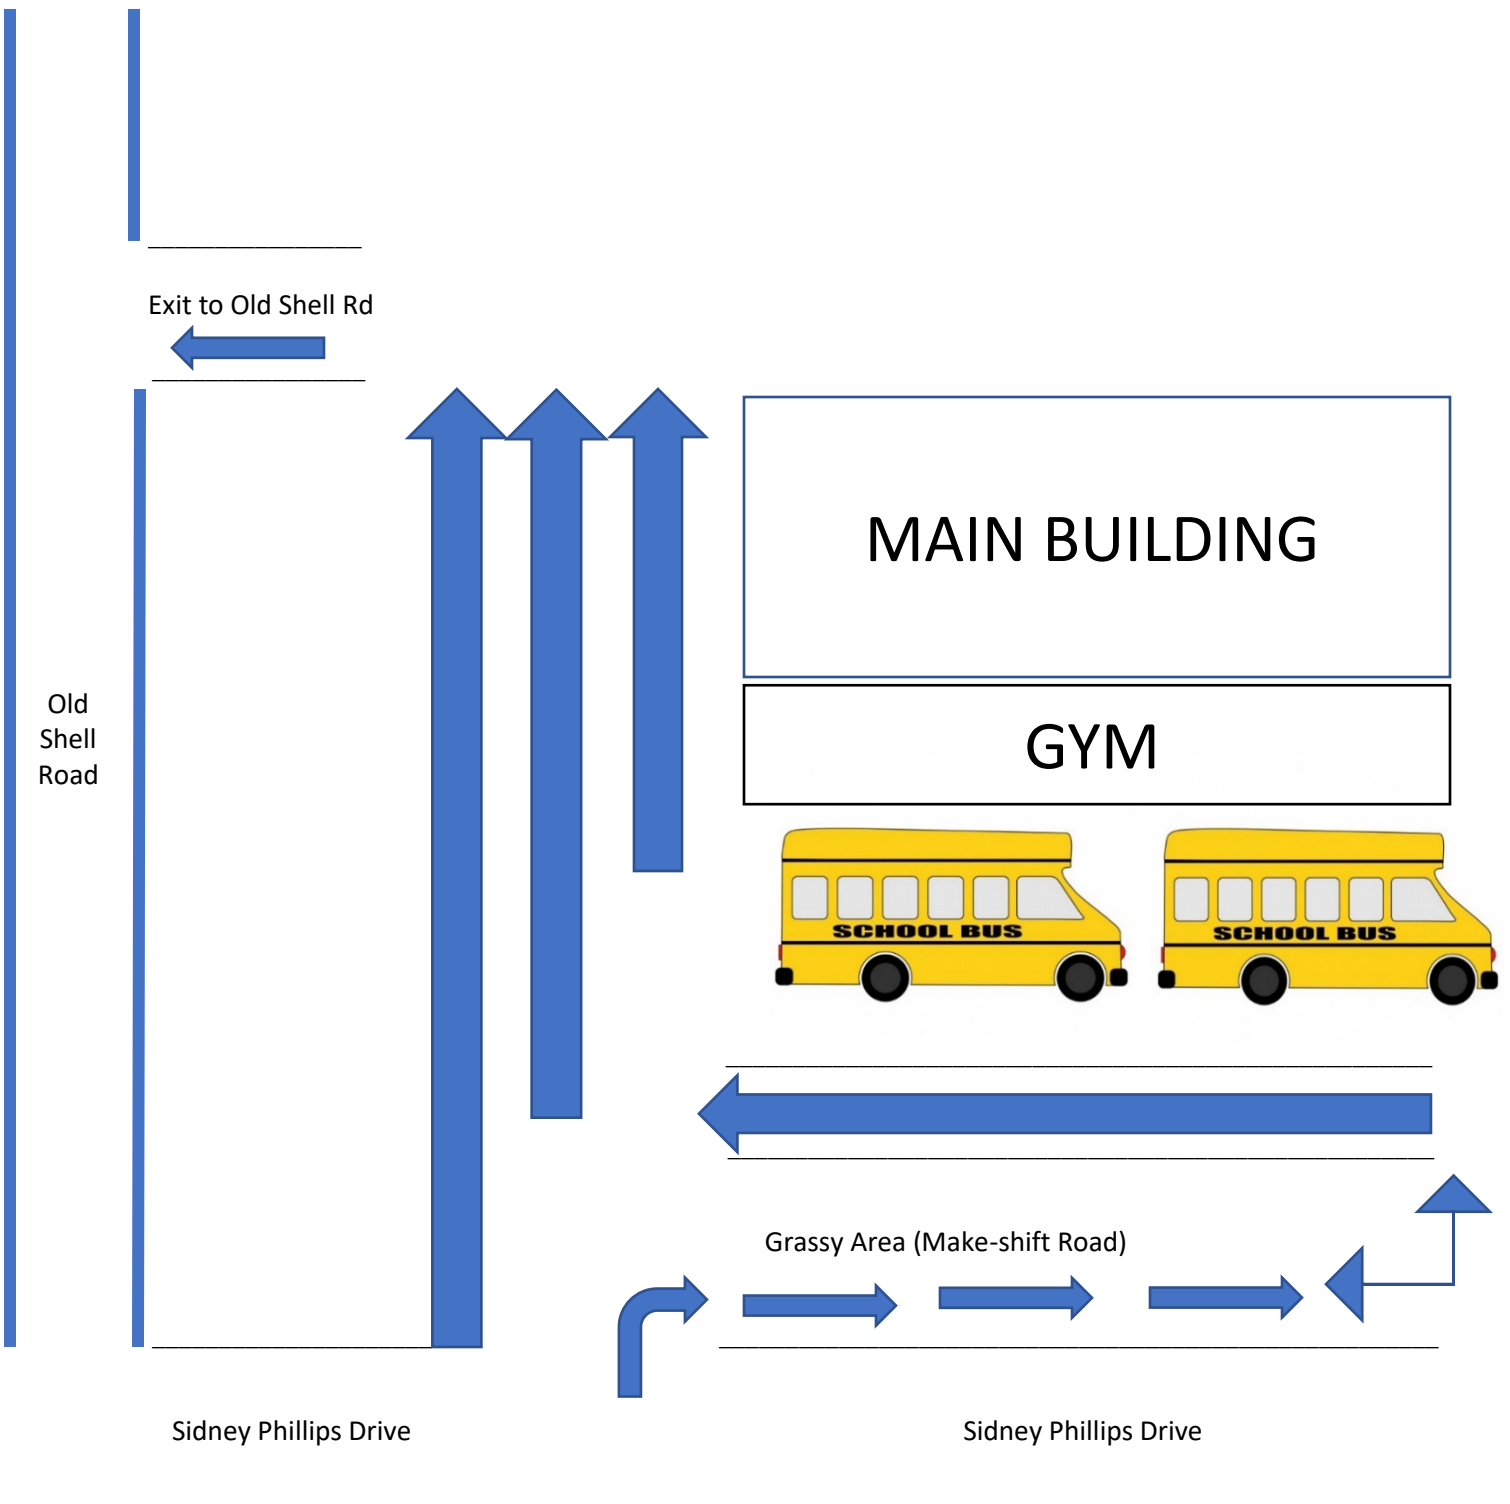 Exit to Old Shell Rd
MAIN BUILDING
Old
Shell
Road
GYM
SCHOOL BUS
SCHOOL BUS
Grassy Area (Make-shift Road)
Sidney Phillips Drive
Sidney Phillips Drive